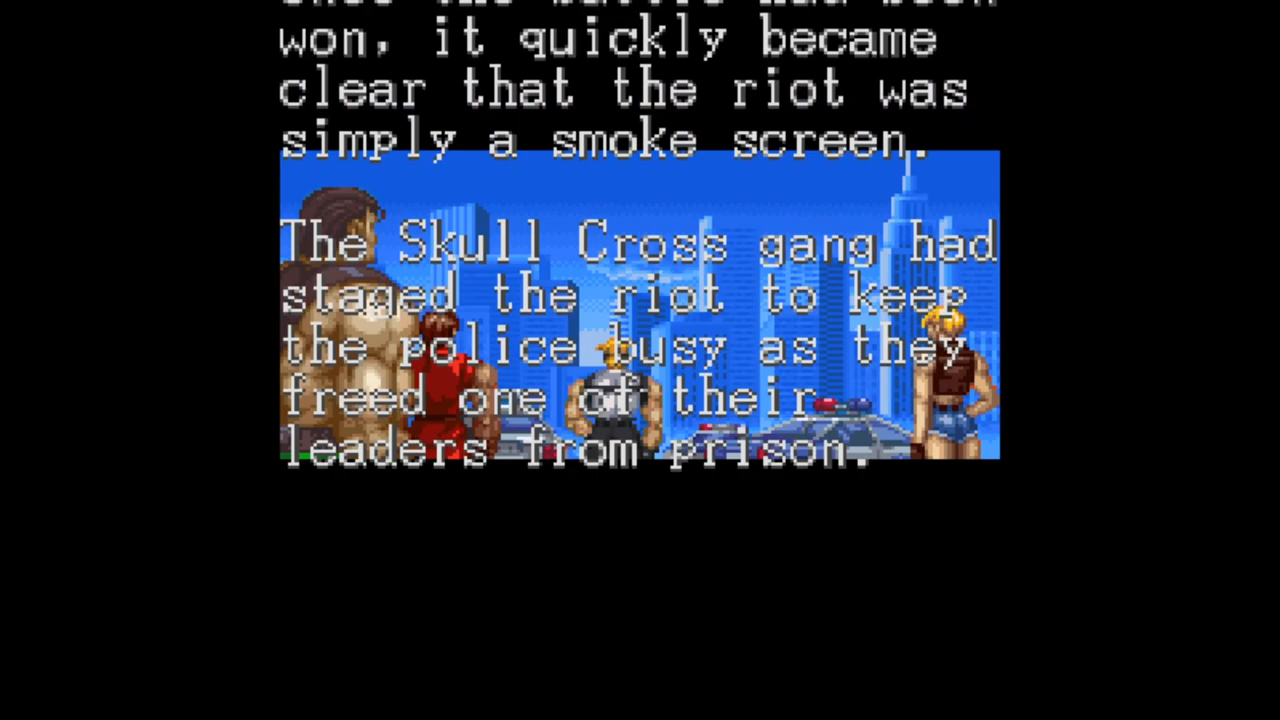 won, it quickly became
clear that the riot was
simply a smoke screen.
The Skull Cross gang had
staged the riot to keep
the police busy as they
freed one of their
leaders from prison.